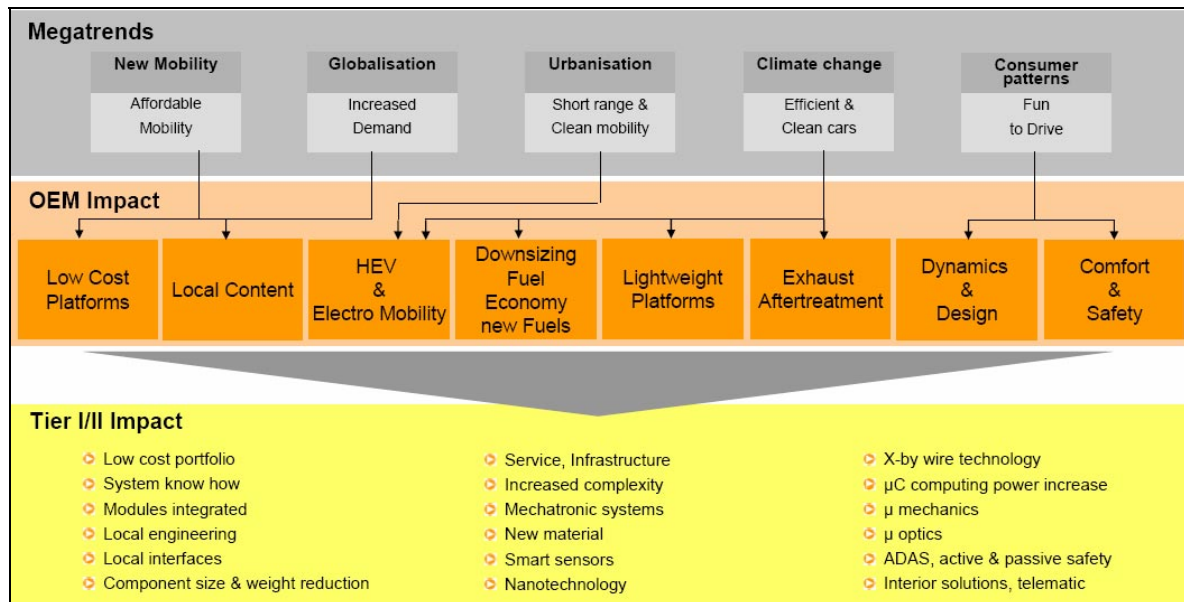 Megatrends
New Mobility
Affordable
Mobility
Globalisation
Increased
Demand
Urbanisation
Short range &
Clean mobility
Climate change
Efficient &
Clean cars
Consumer
patterns
Fun
to Drive
OEM Impact
Low Cost
Platforms
Local Content
HEV
&
Electro Mobility
Downsizing
Fuel
Economy
new Fuels
Lightweight
Platforms
Exhaust
Aftertreatment
Dynamics
&
Design
Comfort
&
Safety
Tier I/II Impact
Low cost portfolio
System know how
Modules integrated
Local engineering
Local interfaces
Component size & weight reduction
Service, Infrastructure
Increased complexity
Mechatronic systems
New material
Smart sensors
Nanotechnology
X-by wire technology
µC computing power increase
µ mechanics
µ optics
ADAS, active & passive safety
Interior solutions, telematic